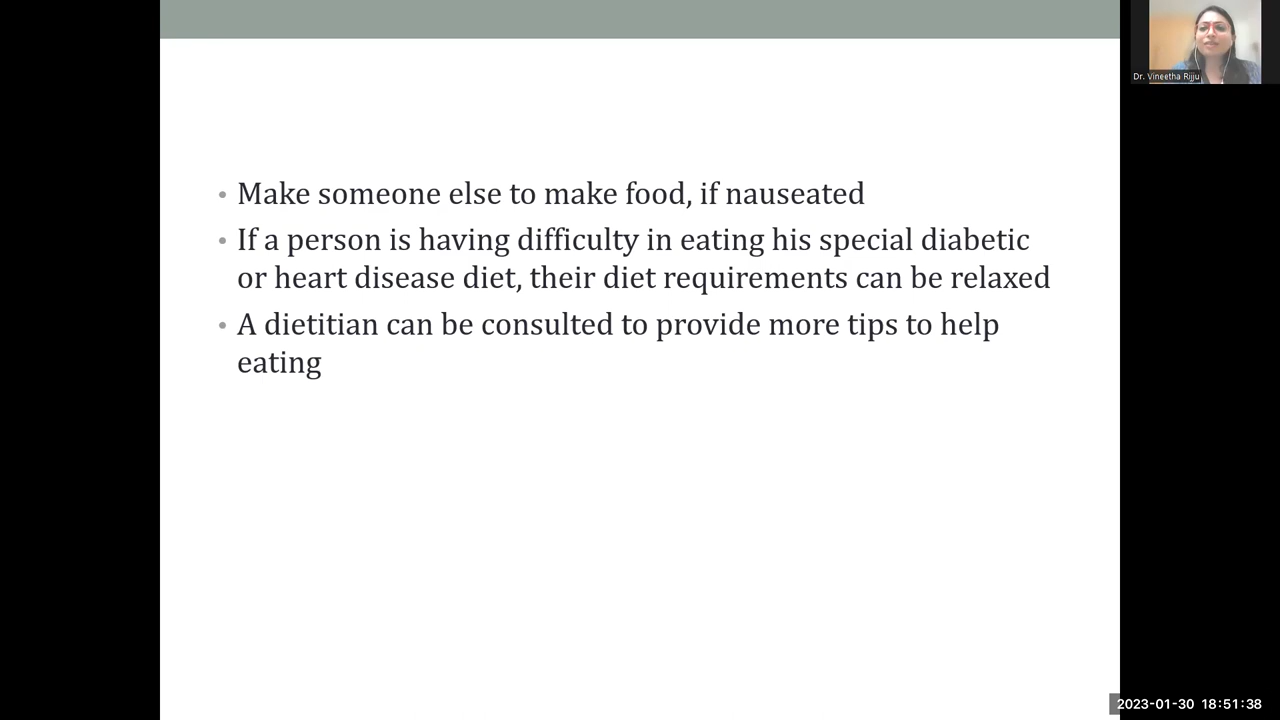 Dr. Vineetha Rijju
• Make someone else to make food, if nauseated
• If a person is having difficulty in eating his special diabetic
or heart disease diet, their diet requirements can be relaxed
• A dietitian can be consulted to provide more tips to help
eating
2023-01-30 18:51:38